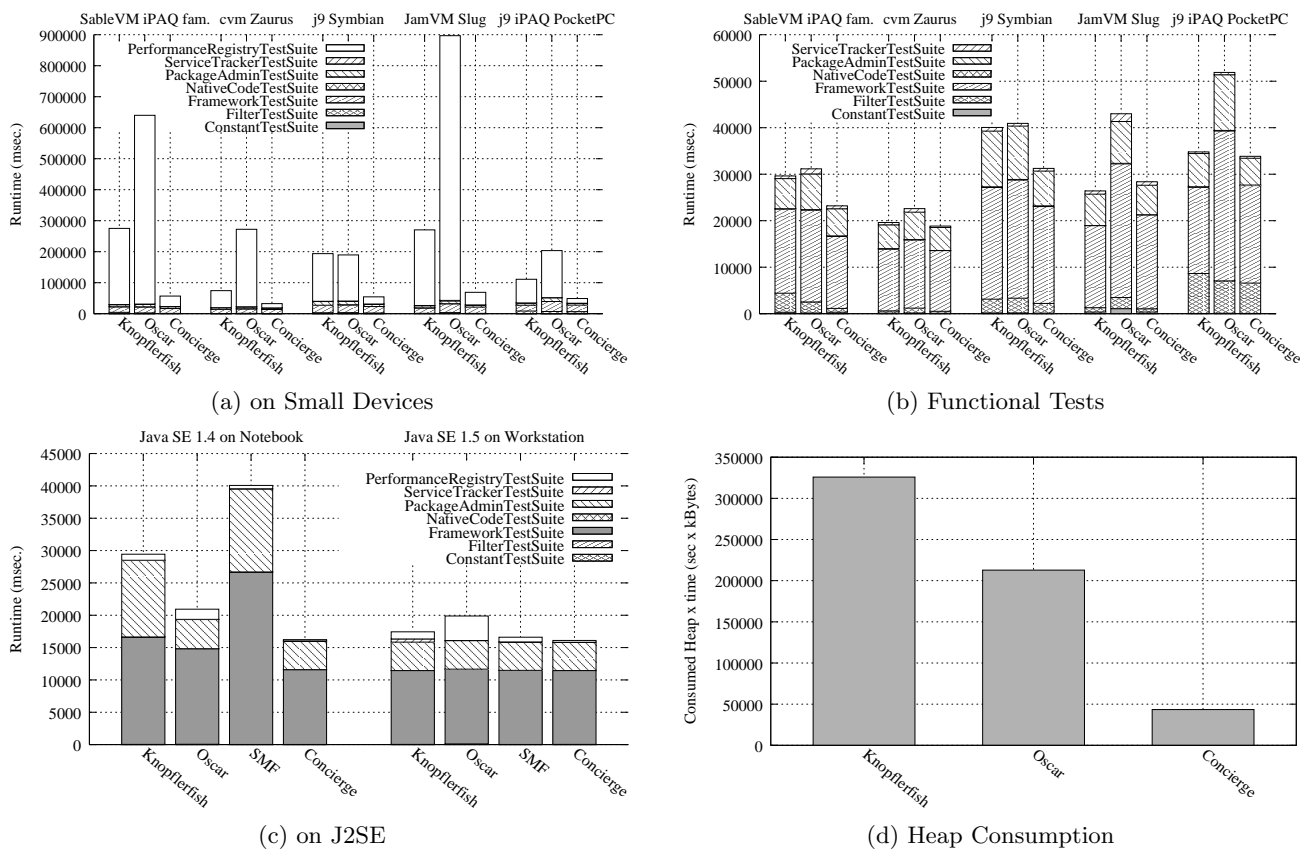 SableVM iPAQ fam. cvm Zaurus j9 Symbian JamVM Slug j9 iPAQ PocketPC
900000
800000
700000
600000
500000
400000
300000
200000
100000
0
Runtime (msec.)
PerformanceRegistryTestSuite
ServiceTrackerTestSuite
PackageAdminTestSuite
NativeCodeTestSuite
FrameworkTestSuite
FilterTestSuite
ConstantTestSuite
Knopflerfish Oscar Concierge Knopflerfish Oscar Concierge Knopflerfish Oscar Concierge Knopflerfish Oscar Concierge Knopflerfish Oscar Concierge
(a) on Small Devices
SableVM iPAQ fam. cvm Zaurus j9 Symbian JamVM Slug j9 iPAQ PocketPC
60000
50000
40000
30000
20000
10000
0
Runtime (msec.)
ServiceTrackerTestSuite
PackageAdminTestSuite
NativeCodeTestSuite
FrameworkTestSuite
FilterTestSuite
ConstantTestSuite
Knopflerfish Oscar Concierge Knopflerfish Oscar Concierge Knopflerfish Oscar Concierge Knopflerfish Oscar Concierge Knopflerfish Oscar Concierge
(b) Functional Tests
Java SE 1.4 on Notebook Java SE 1.5 on Workstation
45000
40000
35000
30000
25000
20000
15000
10000
5000
0
Runtime (msec.)
PerformanceRegistryTestSuite
ServiceTrackerTestSuite
PackageAdminTestSuite
NativeCodeTestSuite
FrameworkTestSuite
FilterTestSuite
ConstantTestSuite
Knopflerfish Oscar SMF Concierge Knopflerfish Oscar SMF Concierge
(c) on J2SE
350000
300000
250000
200000
150000
100000
50000
0
Consumed Heap x time (sec x kBytes)
Knopflerfish Oscar Concierge
(d) Heap Consumption